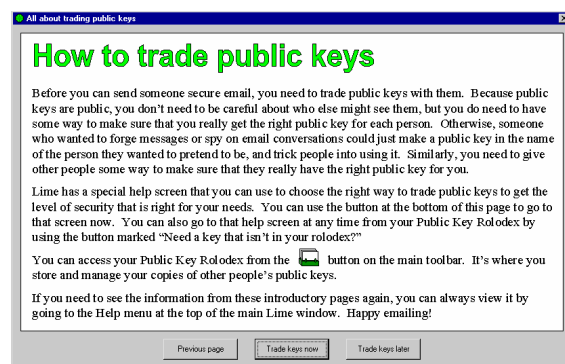 All about trading public keys
How to trade public keys
Before you can send someone secure email, you need to trade public keys with them. Because public
keys are public, you don't need to be careful about who else might see them, but you do need to have
some way to make sure that you really get the right public key for each person. Otherwise, someone
who wanted to forge messages or spy on email conversations could just make a public key in the name
of the person they wanted to pretend to be, and trick people into using it. Similarly, you need to give
other people some way to make sure that they really have the right public key for you.
Lime has a special help screen that you can use to choose the right way to trade public keys to get the
level of security that is right for your needs. You can use the button at the bottom of this page to go to
that screen now. You can also go to that help screen at any time from your Public Key Rolodex by
using the button marked “Need a key that isn't in your rolodex?”
You can access your Public Key Rolodex from the button on the main toolbar. It's where you
store and manage your copies of other people's public keys.
If you need to see the information from these introductory pages again, you can always view it by
going to the Help menu at the top of the main Lime window. Happy emailing!
Previous page Trade keys now Trade keys later